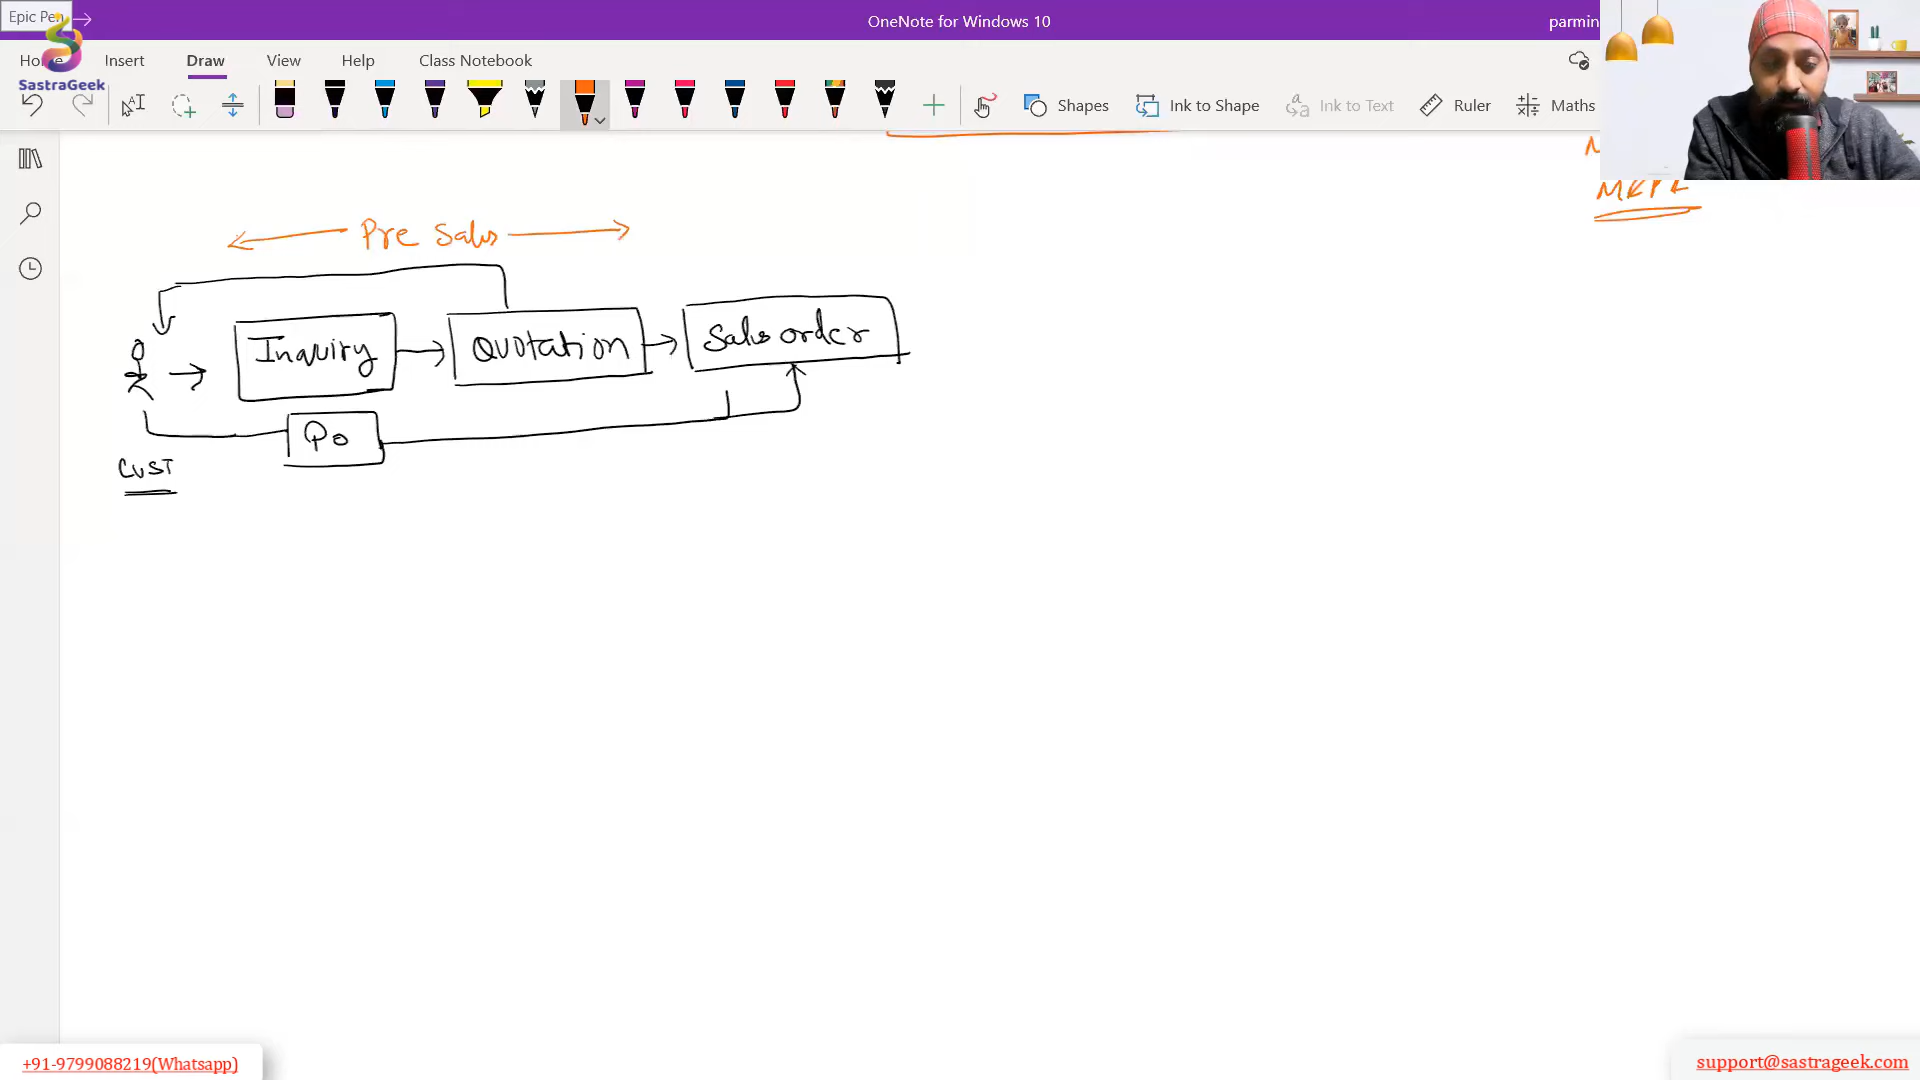 Epic Pen
OneNote for Windows 10
parmin
Home
Insert
Draw
View
Help
Class Notebook
SastraGeek
Shapes
Ink to Shape
Ink to Text
Ruler
Maths
Pre Sales
Inquiry
Quotation
Sales order
Po
CUST
+91-9799088219(Whatsapp)
support@sastrageek.com